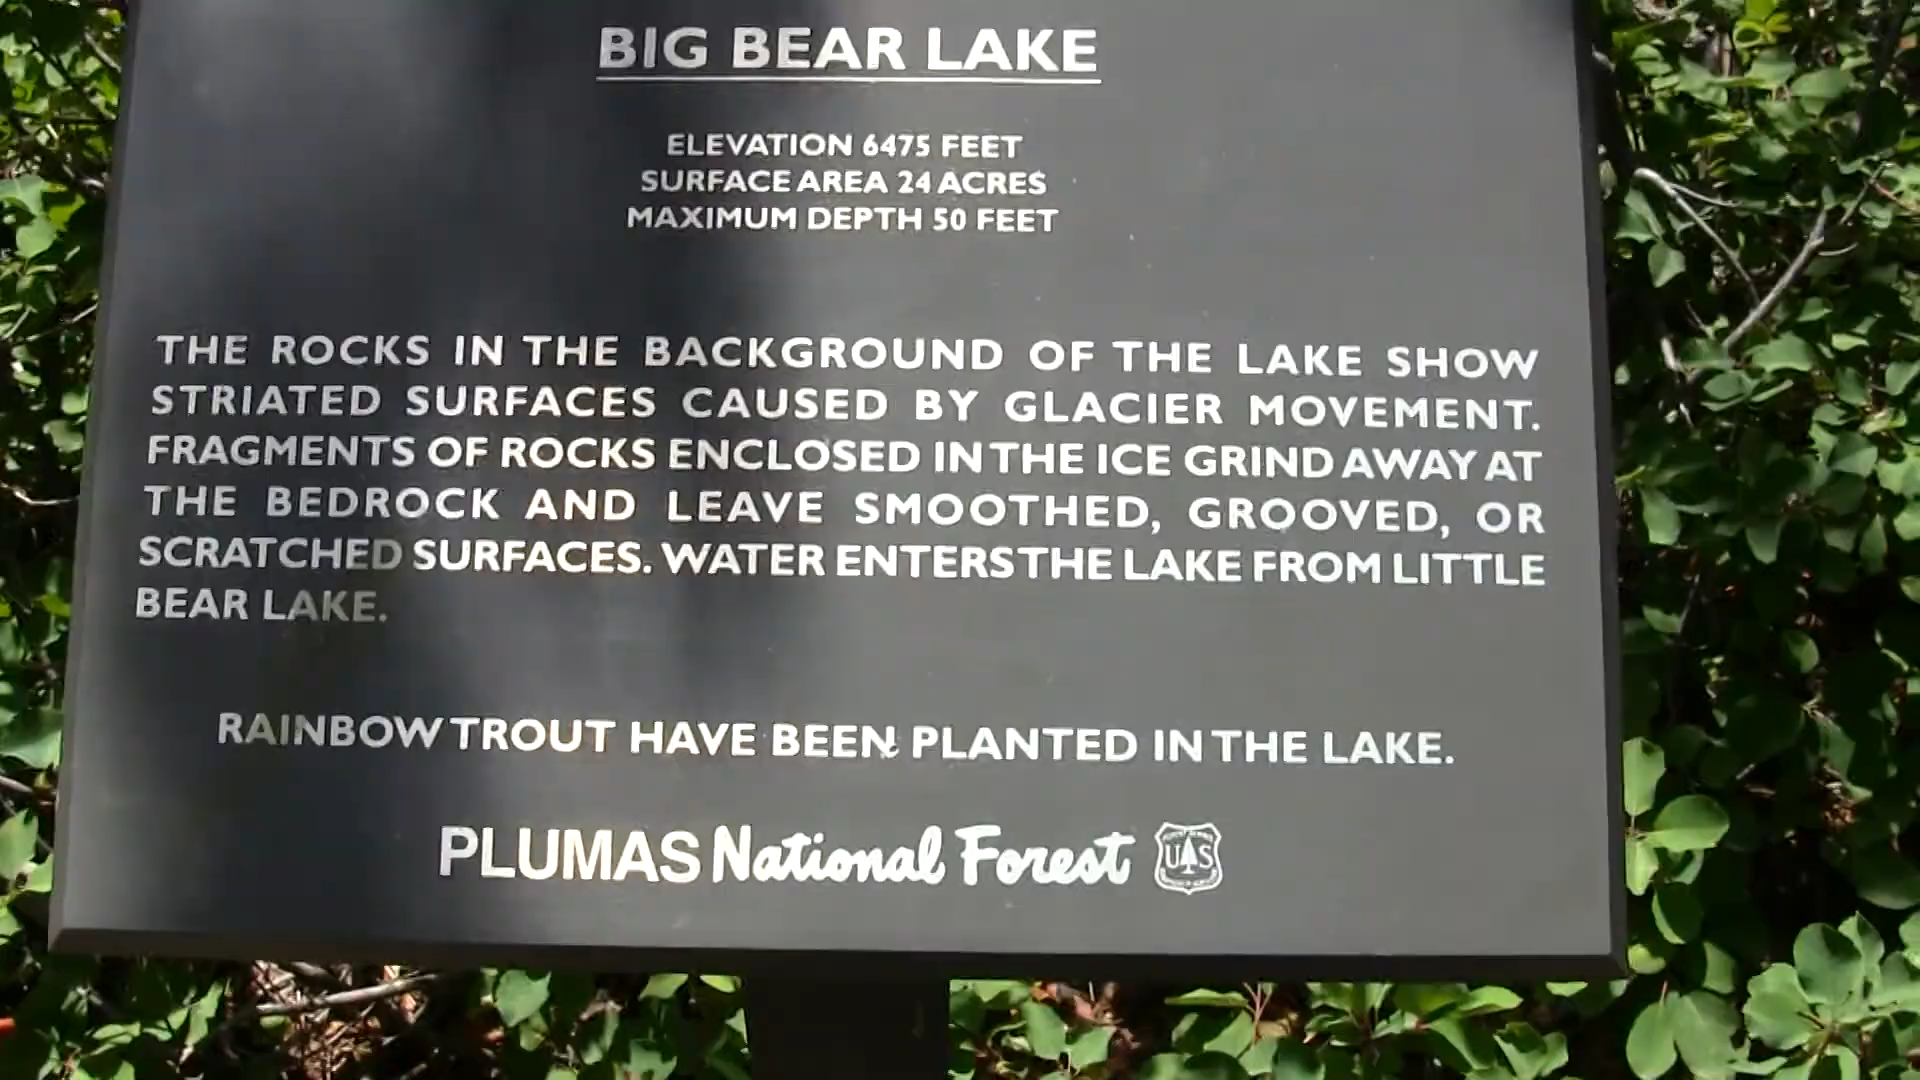 BIG BEAR LAKE
ELEVATION 6475 FEET
SURFACE AREA 24 ACRES
MAXIMUM DEPTH 50 FEET
THE ROCKS IN THE BACKGROUND OF THE LAKE SHOW
STRIATED SURFACES CAUSED BY GLACIER MOVEMENT.
FRAGMENTS OF ROCKS ENCLOSED IN THE ICE GRIND AWAY AT
THE BEDROCK AND LEAVE SMOOTHED, GROOVED, OR
SCRATCHED SURFACES. WATER ENTERS THE LAKE FROM LITTLE
BEAR LAKE.
RAINBOW TROUT HAVE BEEN PLANTED IN THE LAKE.
PLUMAS National Forest
U S